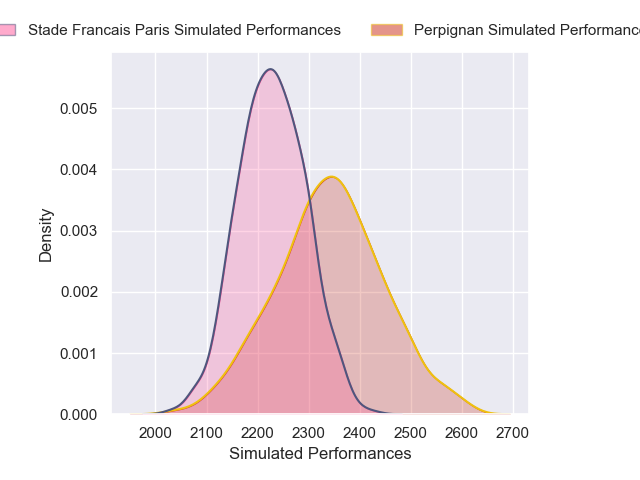 Stade Francais Paris Simulated Performances
Perpignan Simulated
0.005
0.004
0.003
0.002
0.001
0.000
Density
2000 2100 2200 2300 2400 2500 2600 2700
Simulated Performances